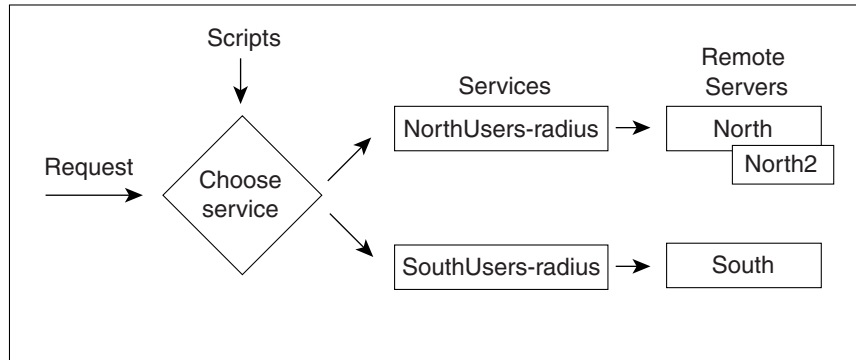 Scripts
Remote
Servers
Services
NorthUsers-radius
North
North2
Request
Choose
service
SouthUsers-radius
South